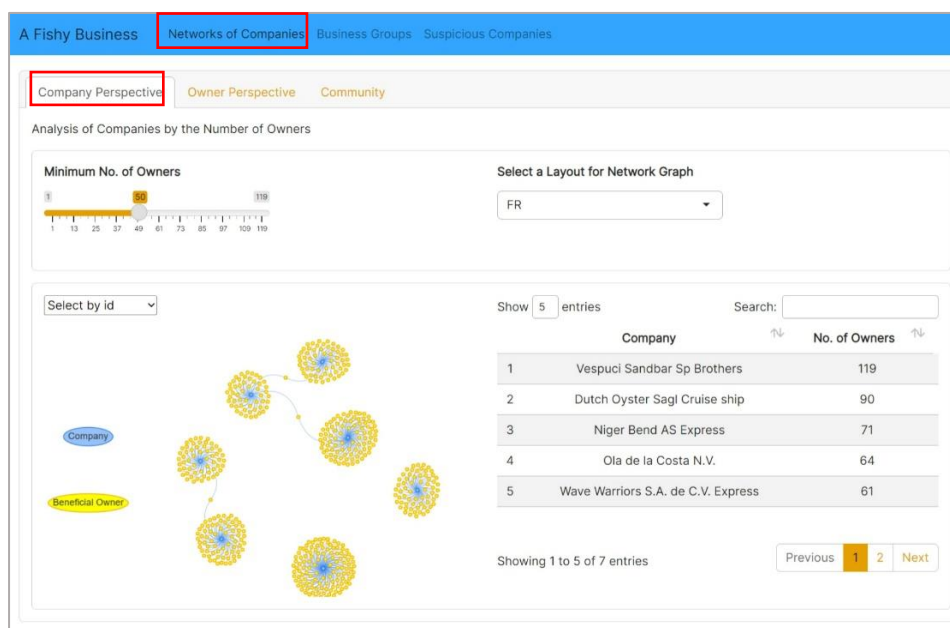 A Fishy Business Networks of Companies Business Groups Suspicious Companies
Company Perspective Owner Perspective Community
Analysis of Companies by the Number of Owners
Minimum No. of Owners
1 50 119
1 13 25 37 49 61 73 85 97 109 119
Select a Layout for Network Graph
FR
Select by id
Company
Beneficial Owner
Show 5 entries Search:
Company No. of Owners
1 Vespuci Sandbar Sp Brothers 119
2 Dutch Oyster Sagl Cruise ship 90
3 Niger Bend AS Express 71
4 Ola de la Costa N.V. 64
5 Wave Warriors S.A. de C.V. Express 61
Showing 1 to 5 of 7 entries Previous 1 2 Next